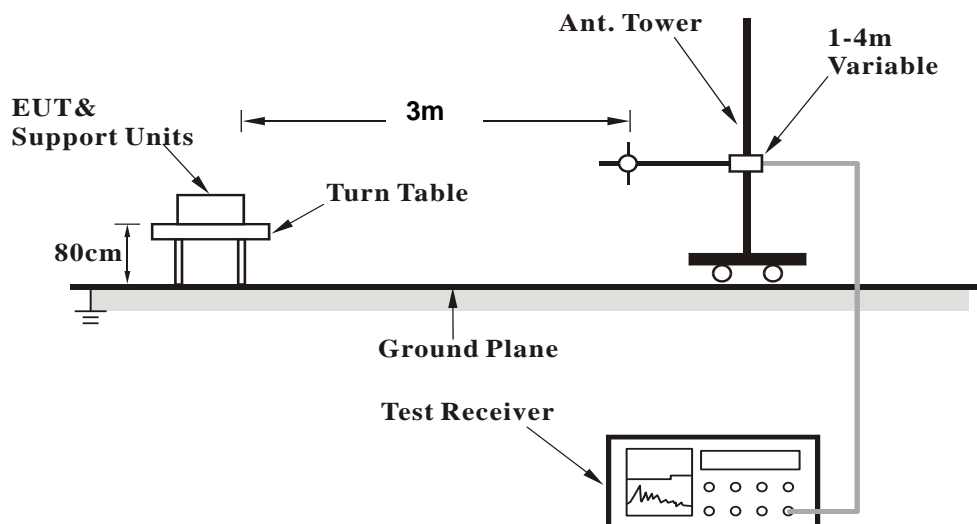 Ant. Tower
1-4m
Variable
EUT&
Support Units
3m
Turn Table
80cm
Ground Plane
Test Receiver